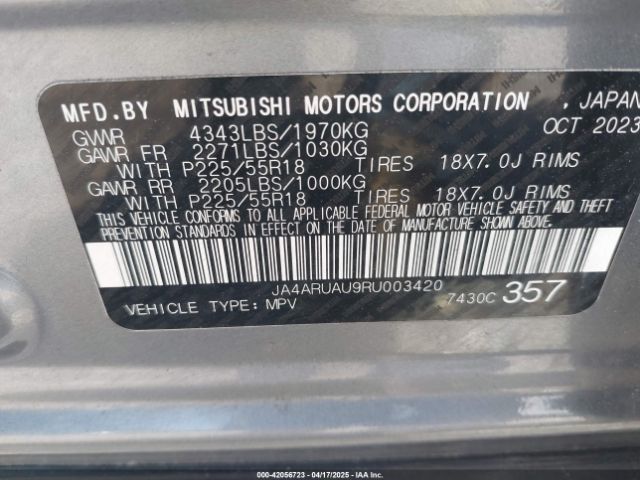 MFD.BY MITSUBISHI MOTORS CORPORATION , JAPAN
GVWR 4343LBS/1970KG OCT 2023
GAWR FR 2271LBS/1030KG
WITH P225/55R18 TIRES 18X7.0J RIMS
GAWR RR 2205LBS/1000KG
WITH P225/55R18 TIRES 18X7.0J RIMS
THIS VEHICLE CONFORMS TO ALL APPLICABLE FEDERAL MOTOR VEHICLE SAFETY AND THEFT
PREVENTION STANDARDS IN EFFECT ON THE DATE OF MANUFACTURE SHOWN ABOVE.
JA4ARUAU9RU003420
VEHICLE TYPE: MPV 7430C 357
000-42056723 - 04/17/2025 - IAA, Inc.